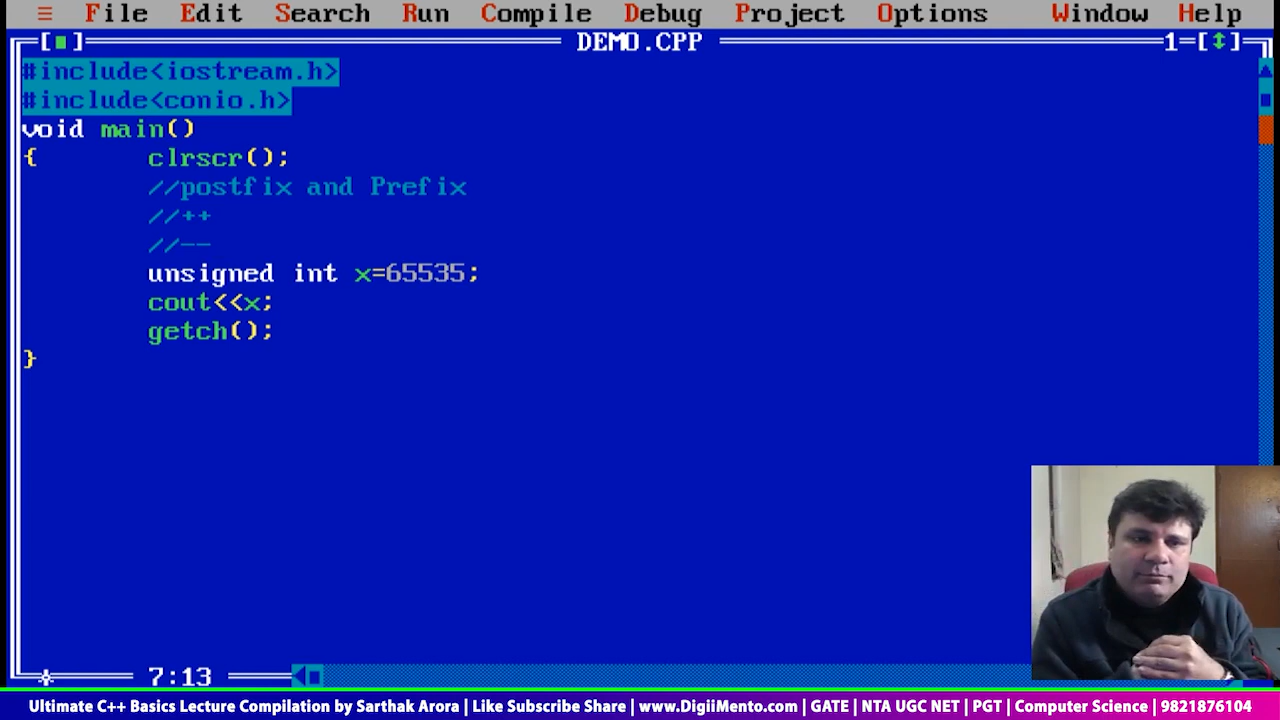 ≡ File Edit Search Run Compile Debug Project Options Window Help
[■] DEMO.CPP 1=[↕]
#include<iostream.h>
#include<conio.h>
void main()
{ clrscr();
//postfix and Prefix
//++
//--
unsigned int x=65535;
cout<<x;
getch();
}
7:13
Ultimate C++ Basics Lecture Compilation by Sarthak Arora | Like Subscribe Share | www.DigiiMento.com | GATE | NTA UGC NET | PGT | Computer Science | 9821876104